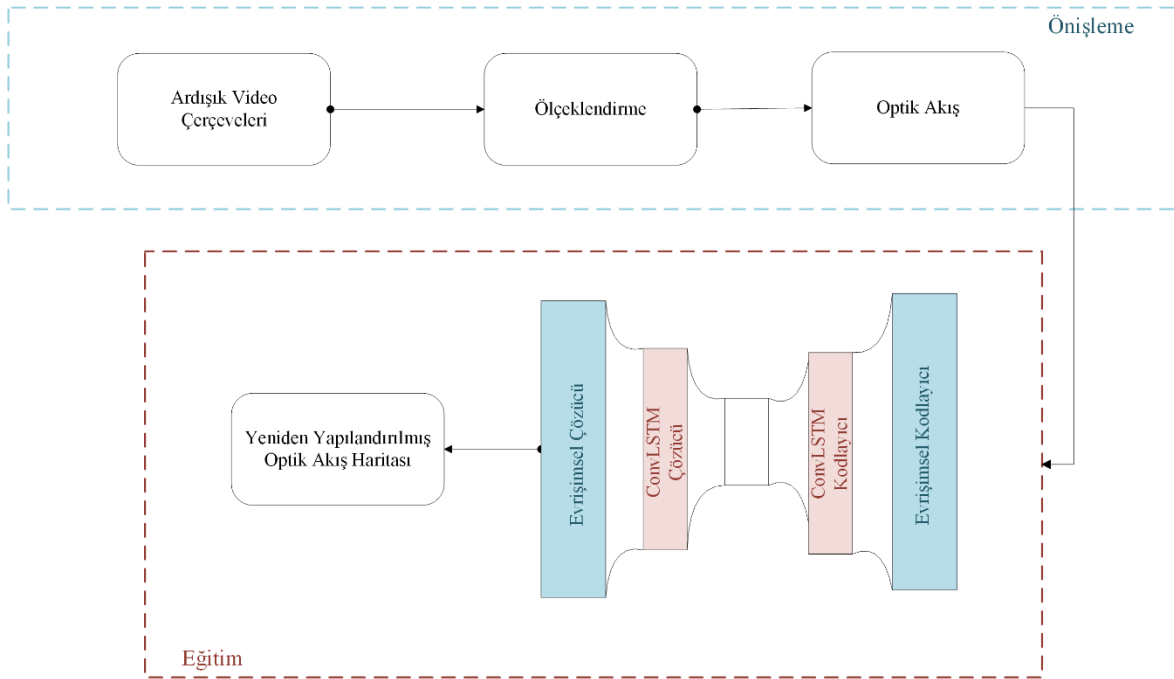 Önişleme
Ardışık Video
Çerçeveleri
Ölçeklendirme
Optik Akış
Evrişimsel Kodlayıcı
ConvLSTM
Kodlayıcı
ConvLSTM
Çözücü
Evrişimsel Çözücü
Yeniden Yapılandırılmış
Optik Akış Haritası
Eğitim